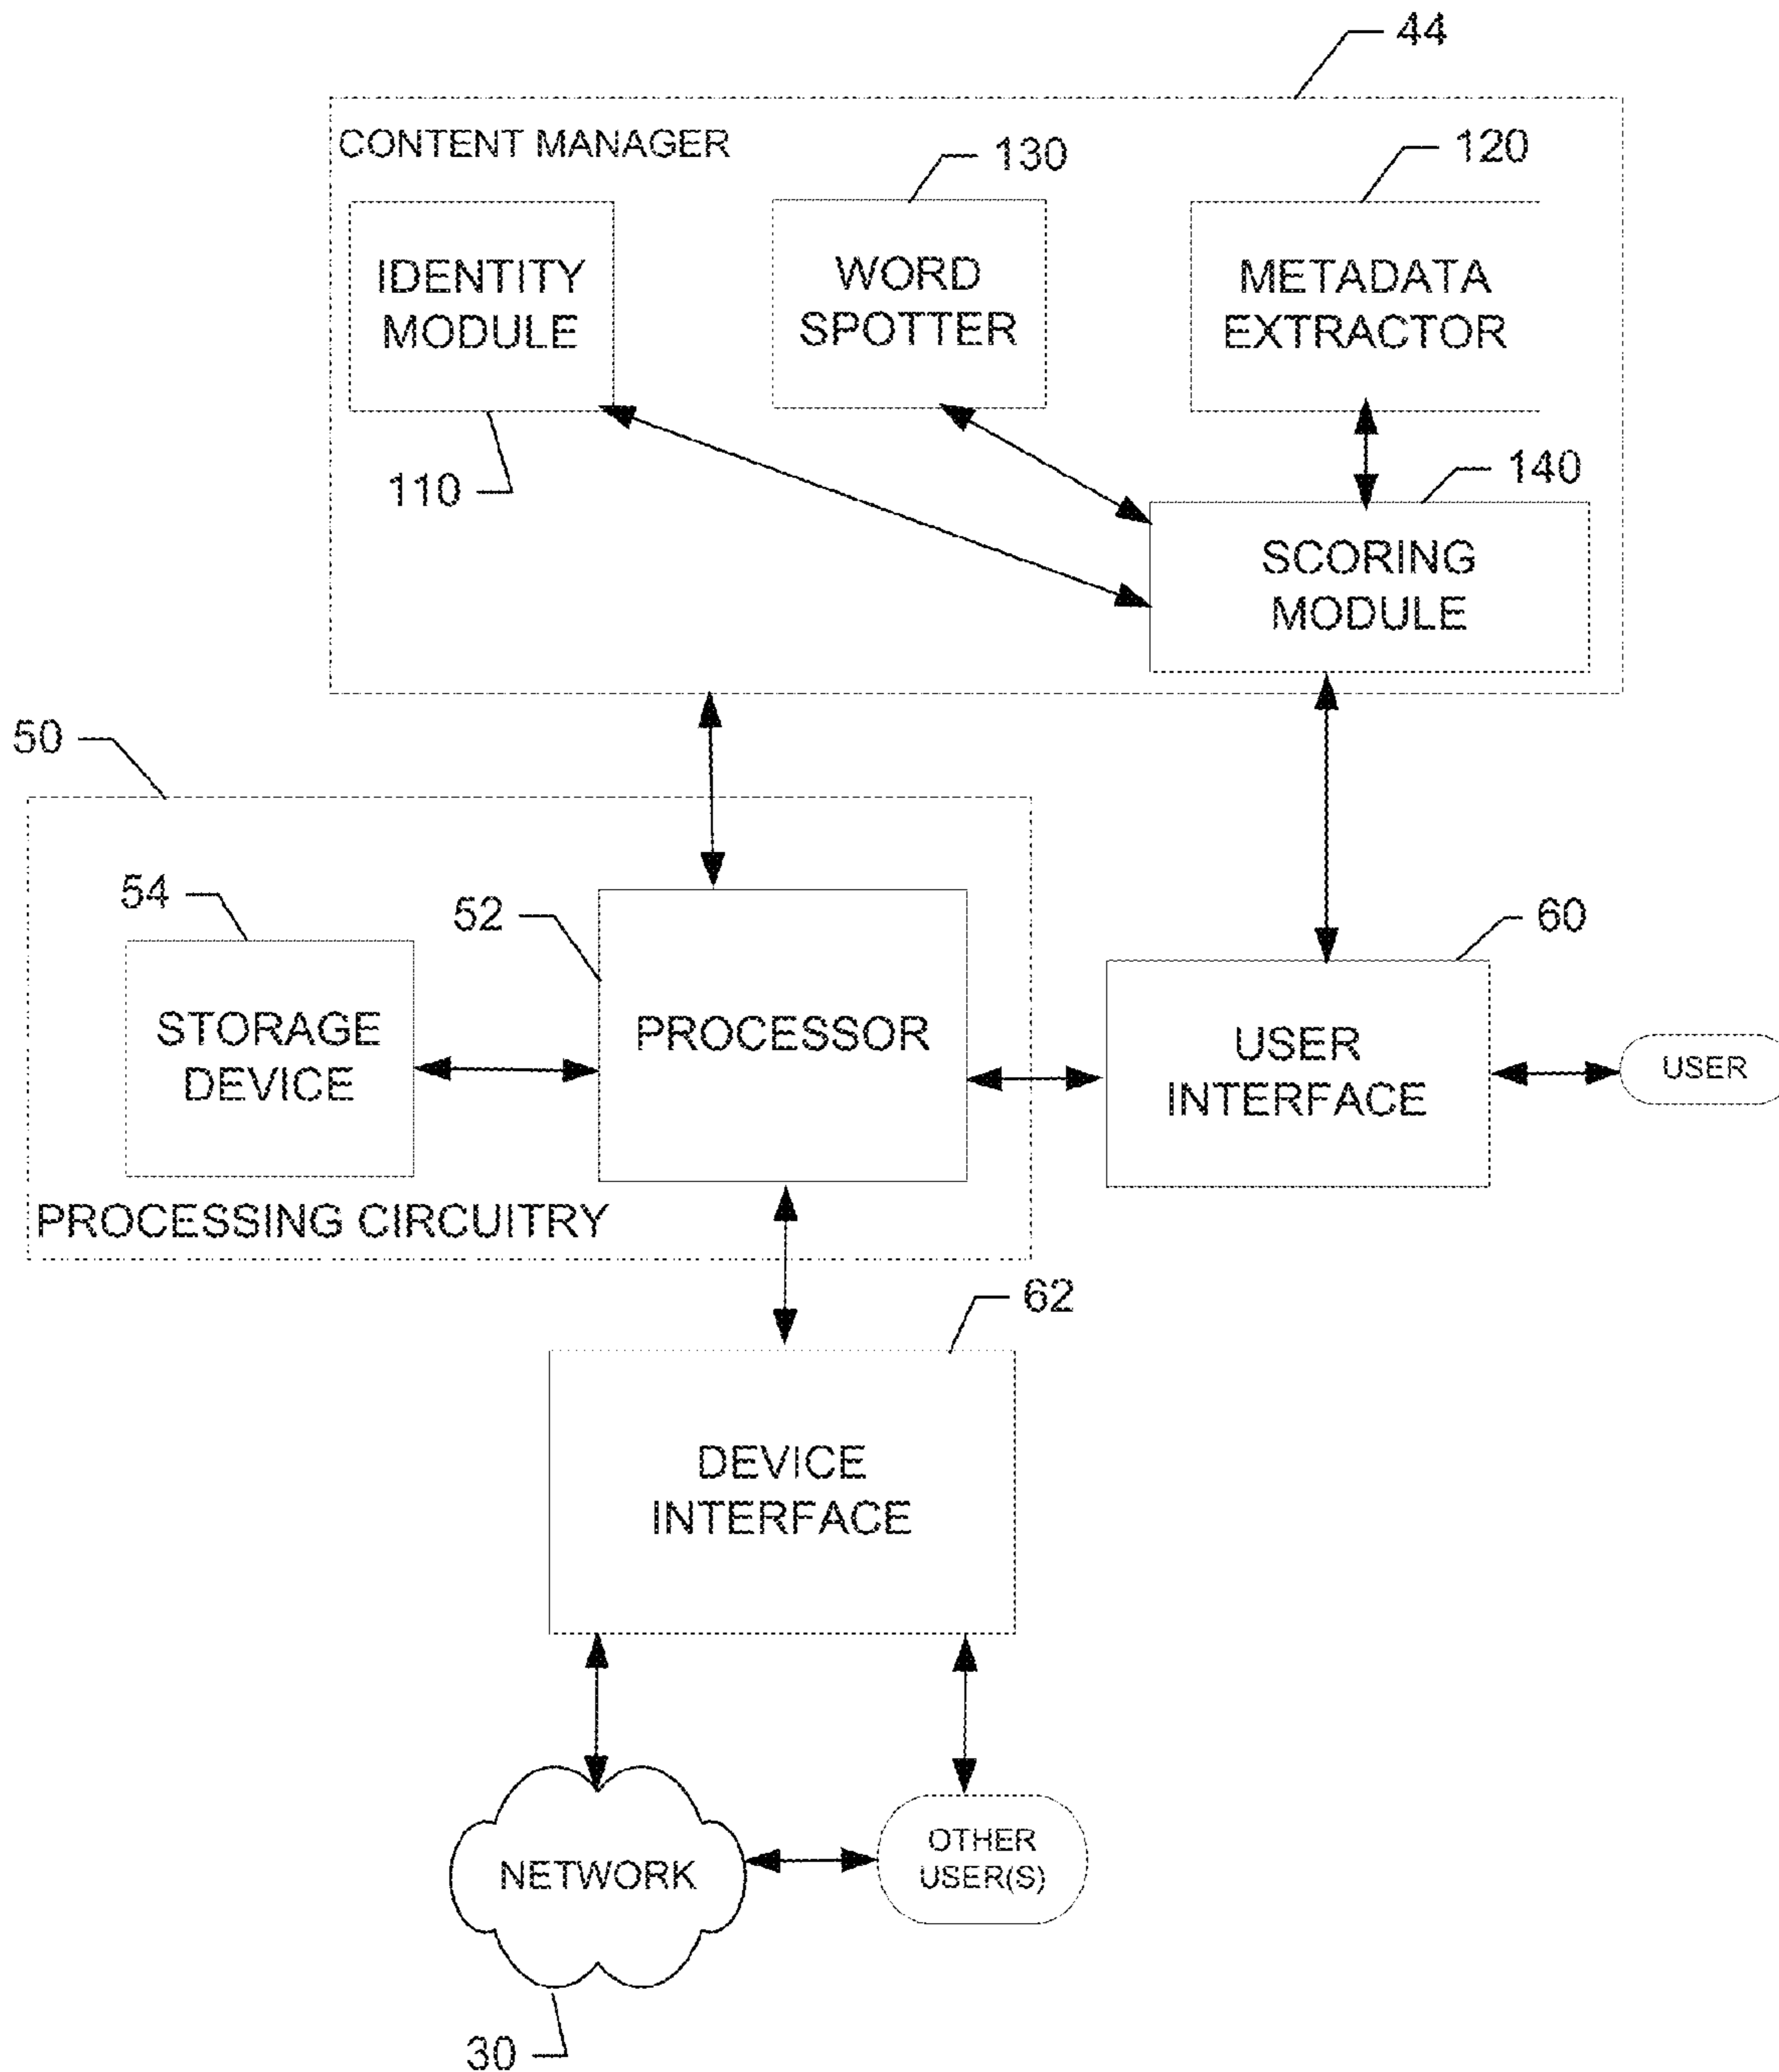 44
CONTENT MANAGER
130
120
IDENTITY
MODULE
WORD
SPOTTER
METADATA
EXTRACTOR
110
140
SCORING
MODULE
50
54
52
60
STORAGE
DEVICE
PROCESSOR
USER
INTERFACE
USER
PROCESSING CIRCUITRY
62
DEVICE
INTERFACE
NETWORK
OTHER
USER(S)
30